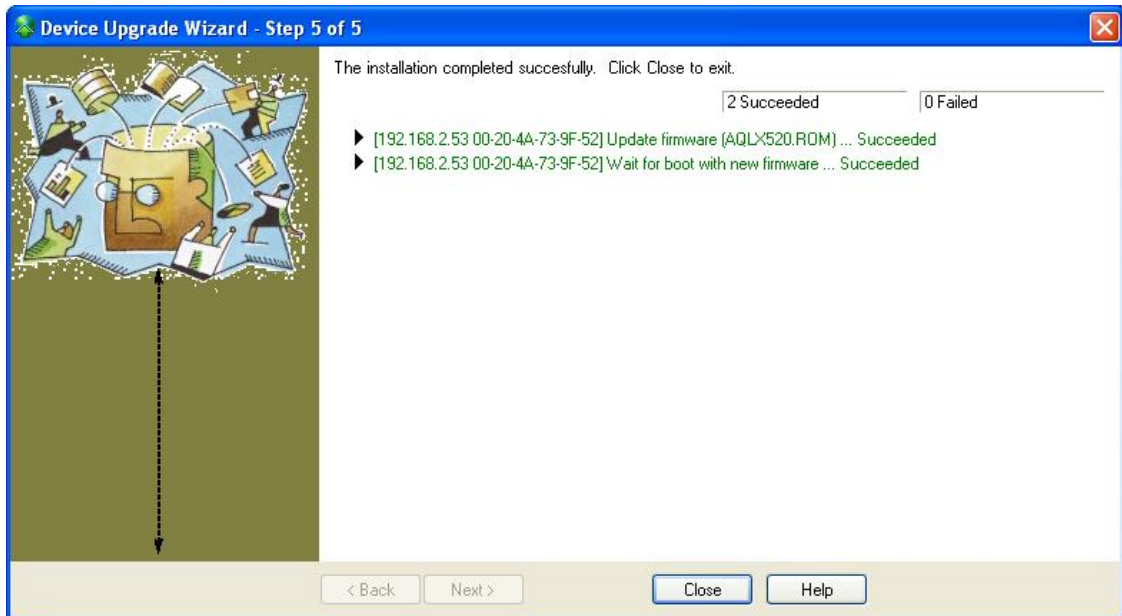 Device Upgrade Wizard - Step 5 of 5
The installation completed succesfully. Click Close to exit.
2 Succeeded 0 Failed
[192.168.2.53 00-20-4A-73-9F-52] Update firmware (AQLX520.ROM) ... Succeeded
[192.168.2.53 00-20-4A-73-9F-52] Wait for boot with new firmware ... Succeeded
< Back Next > Close Help